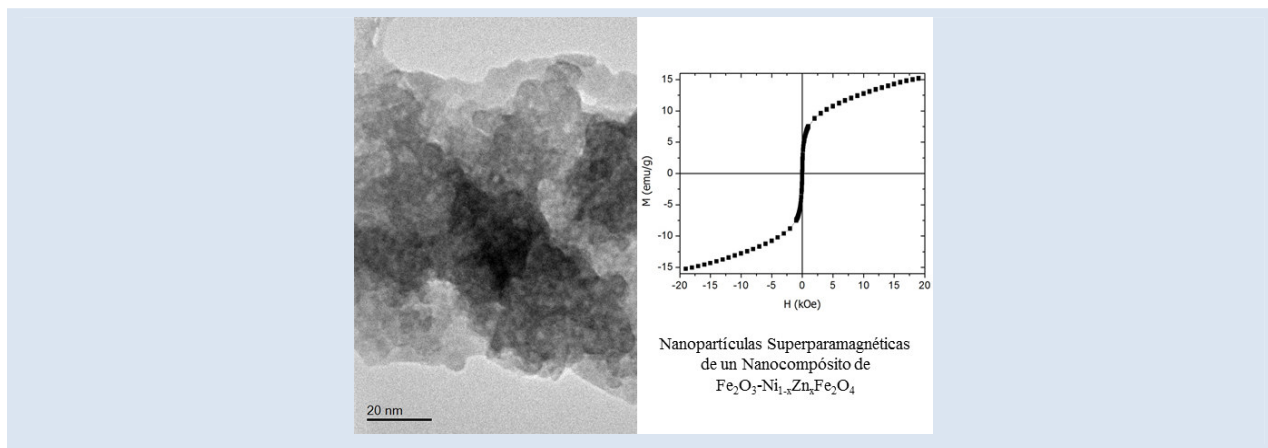 20 nm
M (emu/g)
15
10
5
0
-5
-10
-15
-20 -15 -10 -5 0 5 10 15 20
H (kOe)
Nanopartículas Superparamagnéticas
de un Nanocompósito de
Fe₂O₃-Ni₁₋ₓZnₓFe₂O₄